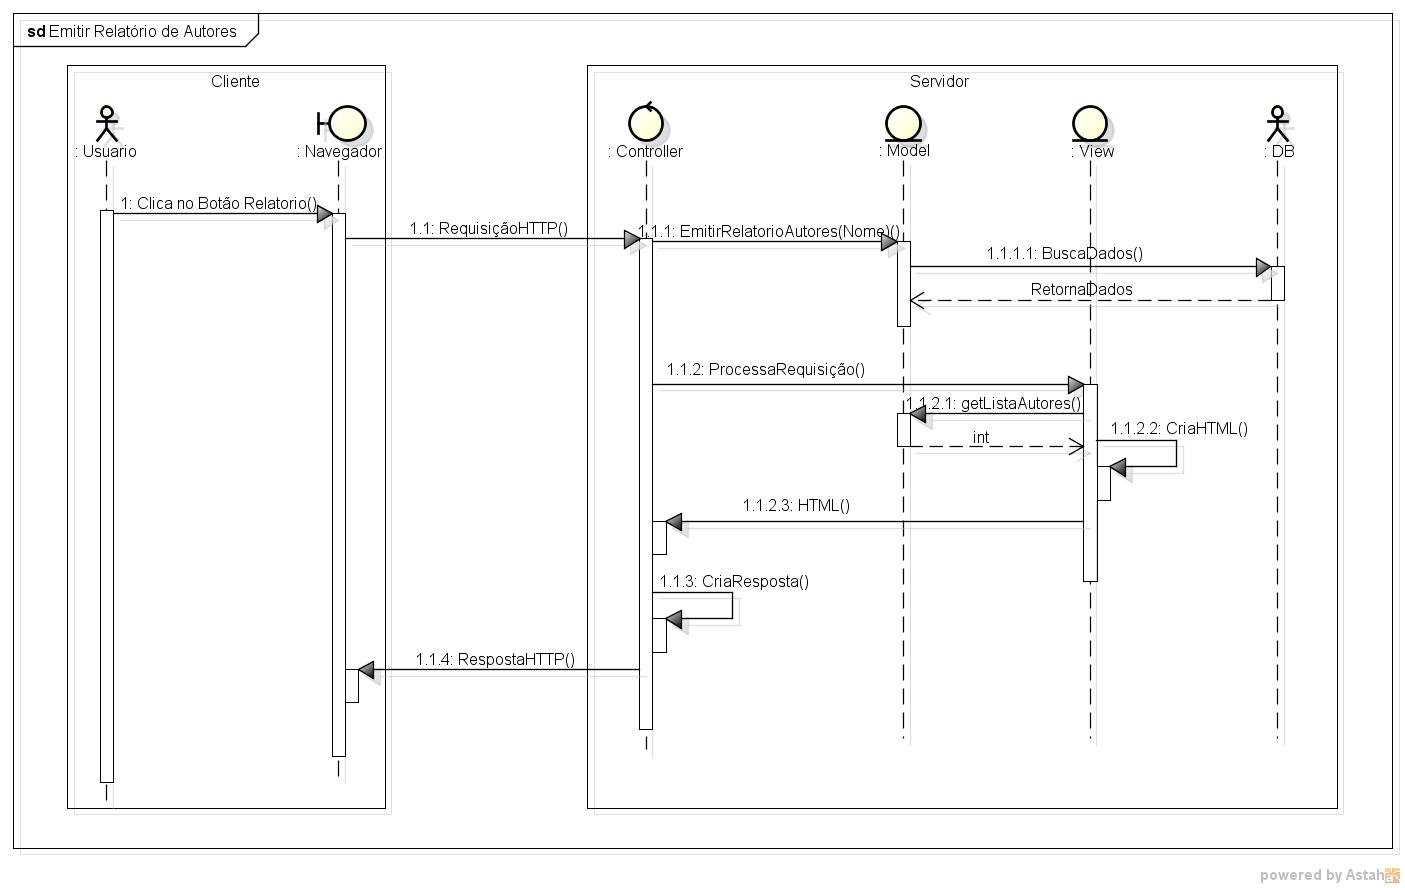 sd Emitir Relatório de Autores
Cliente
Servidor
: Usuario
: Navegador
: Controller
: Model
: View
: DB
1: Clica no Botão Relatorio()
1.1: RequisiçãoHTTP()
1.1.1: EmitirRelatorioAutores(Nome)()
1.1.1.1: BuscaDados()
RetornaDados
1.1.2: ProcessaRequisição()
1.1.2.1: getListaAutores()
int
1.1.2.2: CriaHTML()
1.1.2.3: HTML()
1.1.3: CriaResposta()
1.1.4: RespostaHTTP()
powered by Astah